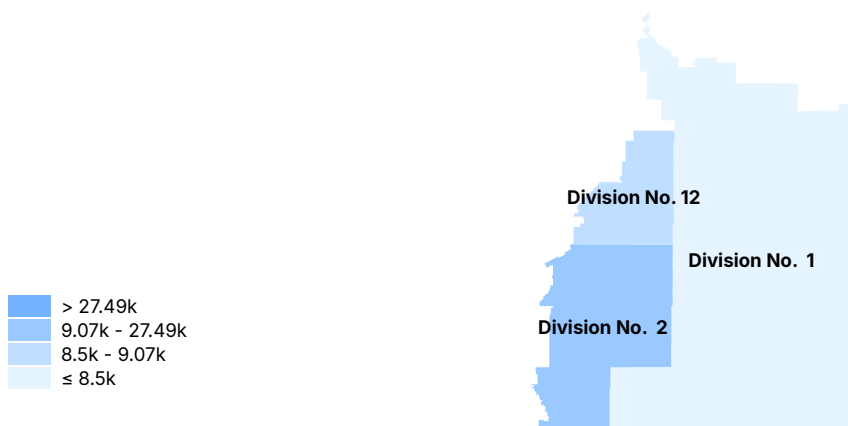 Division No. 12
Division No. 1
> 27.49k
9.07k - 27.49k
Division No. 2
8.5k - 9.07k
≤ 8.5k